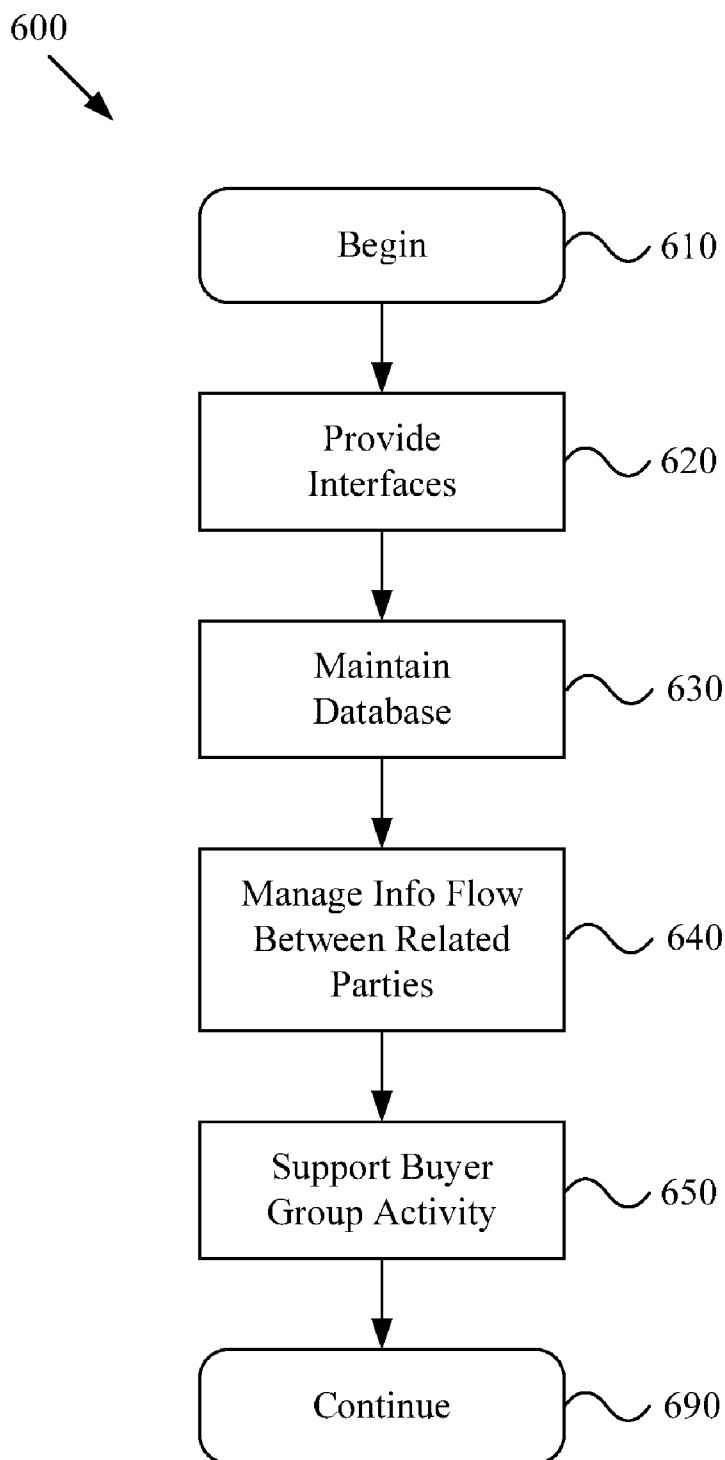 600
Begin
610
Provide
Interfaces
620
Maintain
Database
630
Manage Info Flow
Between Related
Parties
640
Support Buyer
Group Activity
650
Continue
690